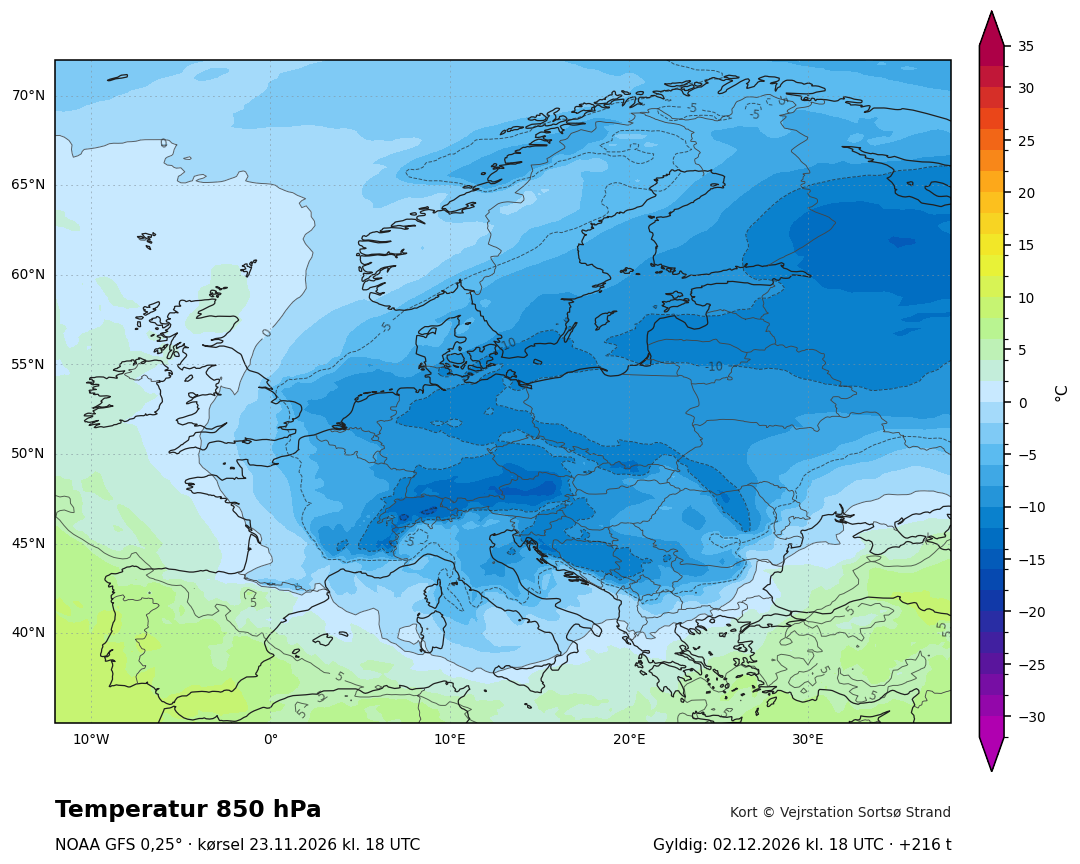 70°N
65°N
60°N
55°N
50°N
45°N
40°N
10°W
0°
10°E
20°E
30°E
35
30
25
20
15
10
5
0
−5
−10
−15
−20
−25
−30
°C
Temperatur 850 hPa
Kort © Vejrstation Sortsø Strand
NOAA GFS 0,25° · kørsel 23.11.2026 kl. 18 UTC
Gyldig: 02.12.2026 kl. 18 UTC · +216 t